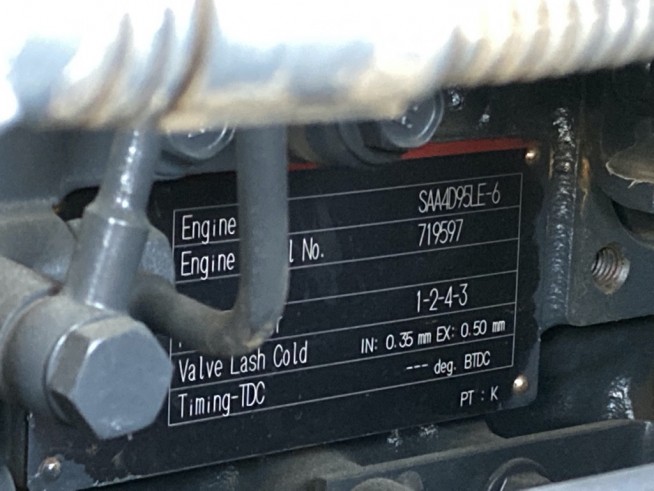 Engine SAA4D95LE-6
Engine l No. 719597
1-2-4-3
Valve Lash Cold IN: 0.35 mm EX: 0.50 mm
Timing-TDC --- deg. BTDC
PT : K